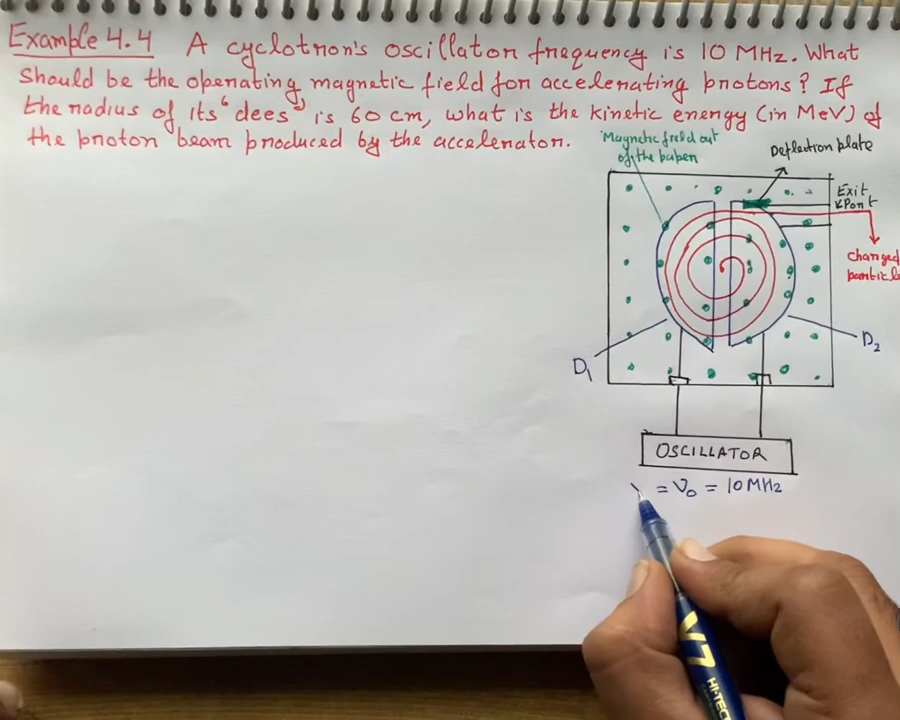 Example 4.4 A cyclotron's oscillator frequency is 10 MHz. What
should be the operating magnetic field for accelerating protons? If
the radius of its "dees" is 60 cm, what is the kinetic energy (in MeV) of
the proton beam produced by the accelerator.
Magnetic field out
of the paper
Deflection plate
Exit
Port
charged
particle
D₁
D₂
OSCILLATOR
= ν₀ = 10 MHz
V7
HI-TEC